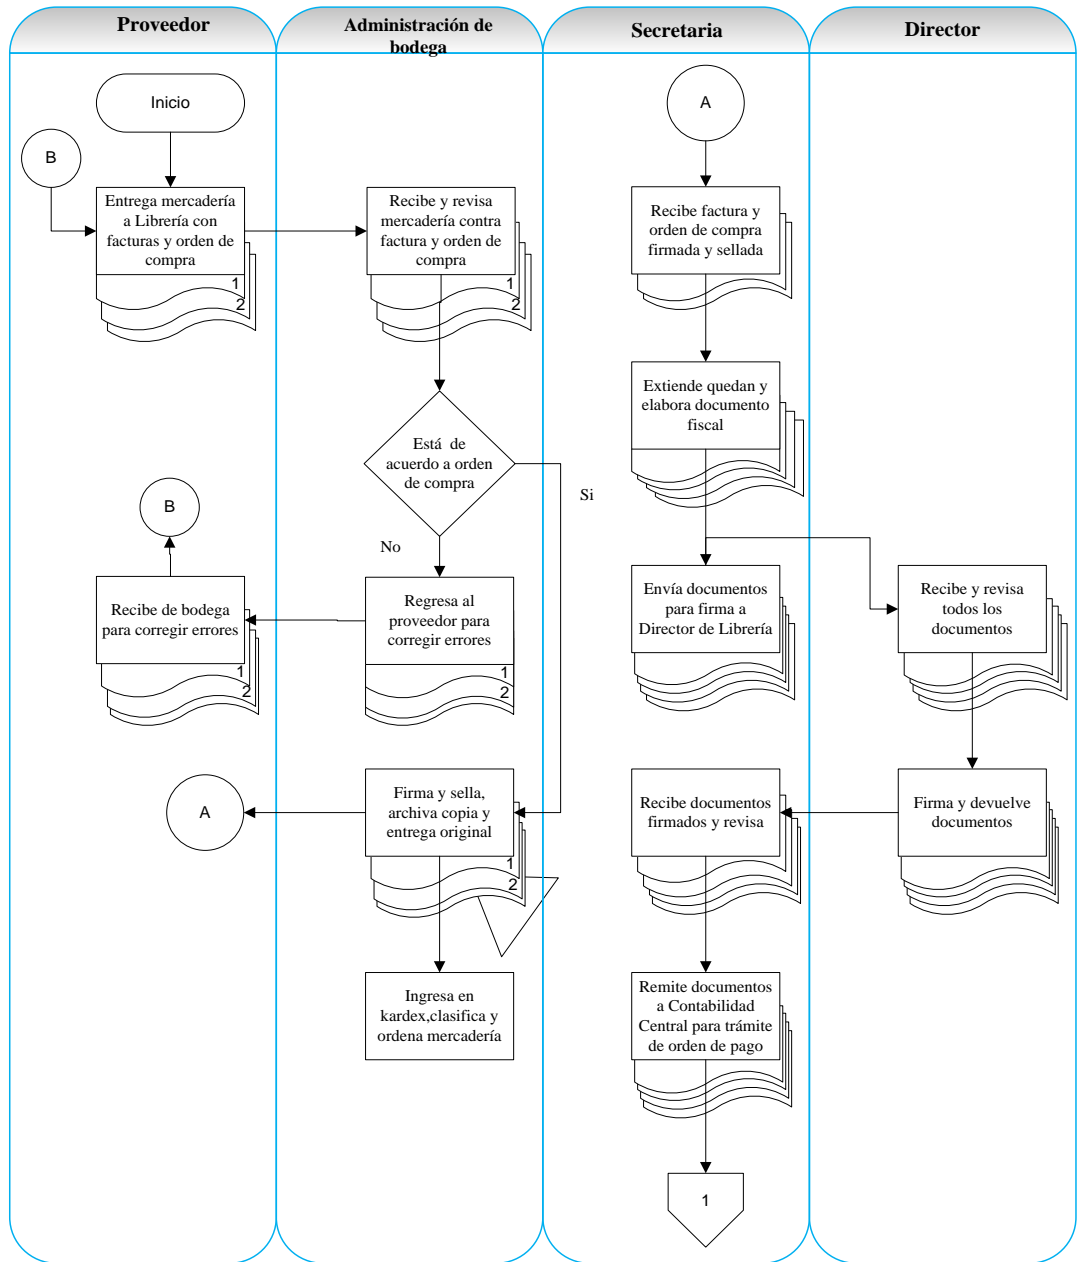 Proveedor
Administración de
bodega
Secretaria
Director
Inicio
B
Entrega mercadería
a Librería con
facturas y orden de
compra
1
2
Recibe y revisa
mercadería contra
factura y orden de
compra
1
2
A
Recibe factura y
orden de compra
firmada y sellada
Extiende quedan y
elabora documento
fiscal
Está de
acuerdo a orden
de compra
Si
No
B
Recibe de bodega
para corregir errores
1
2
Regresa al
proveedor para
corregir errores
1
2
Envía documentos
para firma a
Director de Librería
Recibe y revisa
todos los
documentos
A
Firma y sella,
archiva copia y
entrega original
1
2
Recibe documentos
firmados y revisa
Firma y devuelve
documentos
Ingresa en
kardex,clasifica y
ordena mercadería
Remite documentos
a Contabilidad
Central para trámite
de orden de pago
1